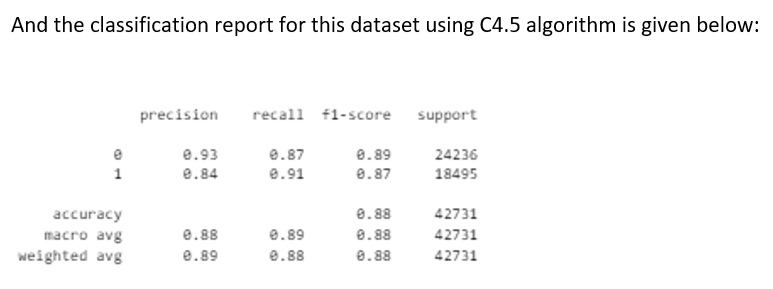 And the classification report for this dataset using C4.5 algorithm is given below:
precision recall f1-score support
0 0.93 0.87 0.89 24236
1 0.84 0.91 0.87 18495
accuracy 0.88 42731
macro avg 0.88 0.89 0.88 42731
weighted avg 0.89 0.88 0.88 42731